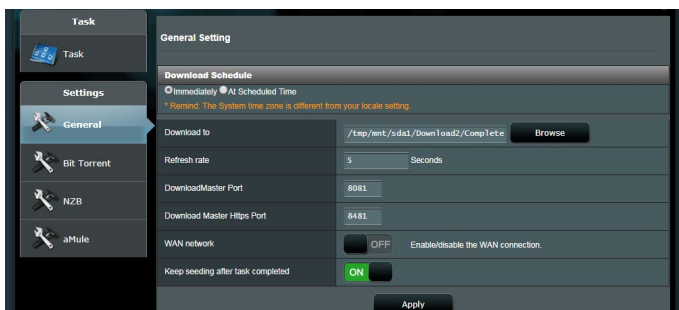 Task
Task
Settings
General
Bit Torrent
NZB
aMule
General Setting
Download Schedule
Immediately At Scheduled Time
* Remind: The System time zone is different from your locale setting.
Download to /tmp/mnt/sda1/Download2/Complete Browse
Refresh rate 5 Seconds
DownloadMaster Port 8081
Download Master Https Port 8481
WAN network OFF Enable/disable the WAN connection.
Keep seeding after task completed ON
Apply